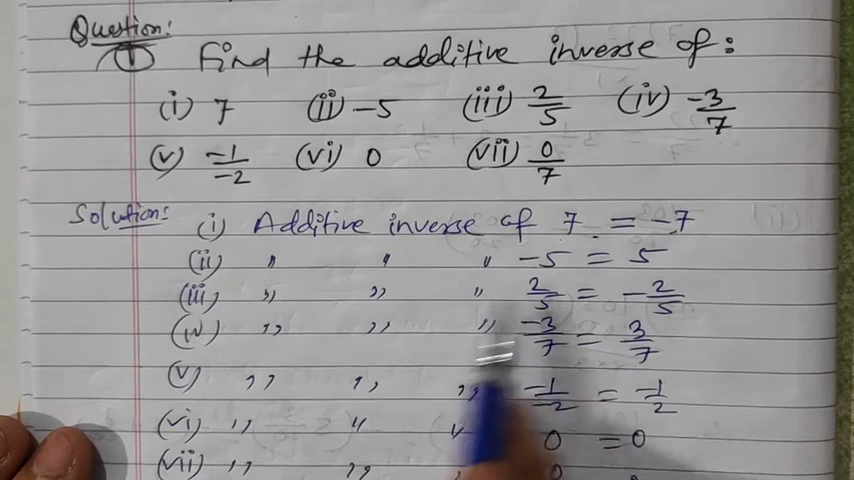 Question:
① Find the additive inverse of :
(i) 7 (ii) -5 (iii) 2/5 (iv) -3/7
(v) -1/-2 (vi) 0 (vii) 0/7
Solution: (i) Additive inverse of 7 = -7
(ii) " " " -5 = 5
(iii) " " " 2/5 = -2/5
(iv) " " " -3/7 = 3/7
(v) " " " -1/-2 = -1/2
(vi) " " " 0 = 0
(vii) " " " 0